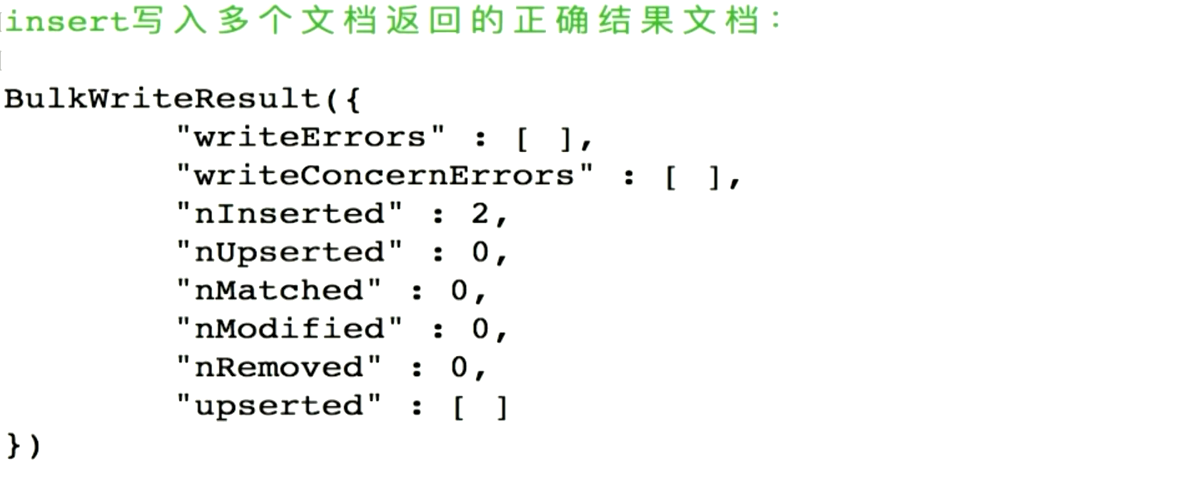 insert写入多个文档返回的正确结果文档：
BulkWriteResult({
"writeErrors" : [ ],
"writeConcernErrors" : [ ],
"nInserted" : 2,
"nUpserted" : 0,
"nMatched" : 0,
"nModified" : 0,
"nRemoved" : 0,
"upserted" : [ ]
})